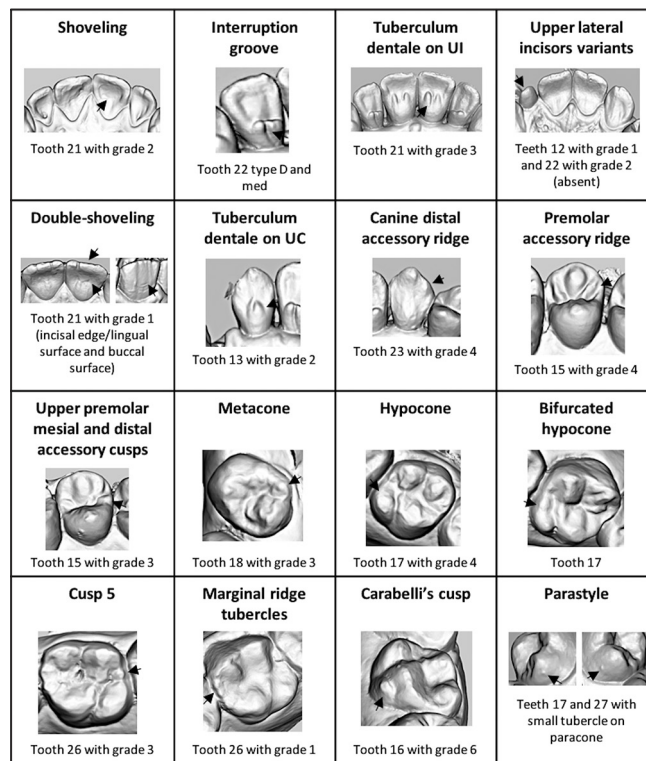 Shoveling
Tooth 21 with grade 2
Interruption
groove
Tooth 22 type D and
med
Tuberculum
dentale on UI
Tooth 21 with grade 3
Upper lateral
incisors variants
Teeth 12 with grade 1
and 22 with grade 2
(absent)
Double-shoveling
Tooth 21 with grade 1
(incisal edge/lingual
surface and buccal
surface)
Tuberculum
dentale on UC
Tooth 13 with grade 2
Canine distal
accessory ridge
Tooth 23 with grade 4
Premolar
accessory ridge
Tooth 15 with grade 4
Upper premolar
mesial and distal
accessory cusps
Tooth 15 with grade 3
Metacone
Tooth 18 with grade 3
Hypocone
Tooth 17 with grade 4
Bifurcated
hypocone
Tooth 17
Cusp 5
Tooth 26 with grade 3
Marginal ridge
tubercles
Tooth 26 with grade 1
Carabelli’s cusp
Tooth 16 with grade 6
Parastyle
Teeth 17 and 27 with
small tubercle on
paracone